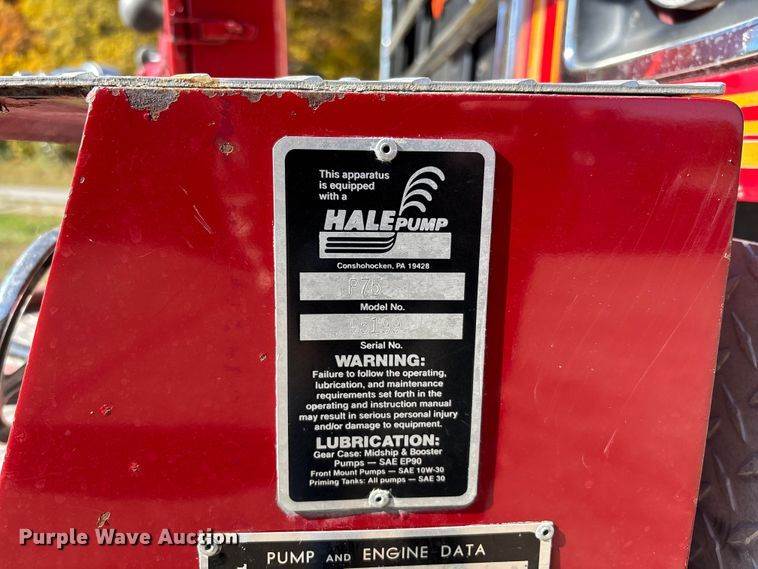 This apparatus
is equipped
with a
HALE PUMP
Conshohocken, PA 19428
Model No.
Serial No.
WARNING:
Failure to follow the operating,
lubrication, and maintenance
requirements set forth in the
operating and instruction manual
may result in serious personal injury
and/or damage to equipment.
LUBRICATION:
Gear Case: Midship & Booster
Pumps — SAE EP90
Front Mount Pumps — SAE 10W-30
Priming Tanks: All pumps — SAE 30
PUMP AND ENGINE DATA
Purple Wave Auction